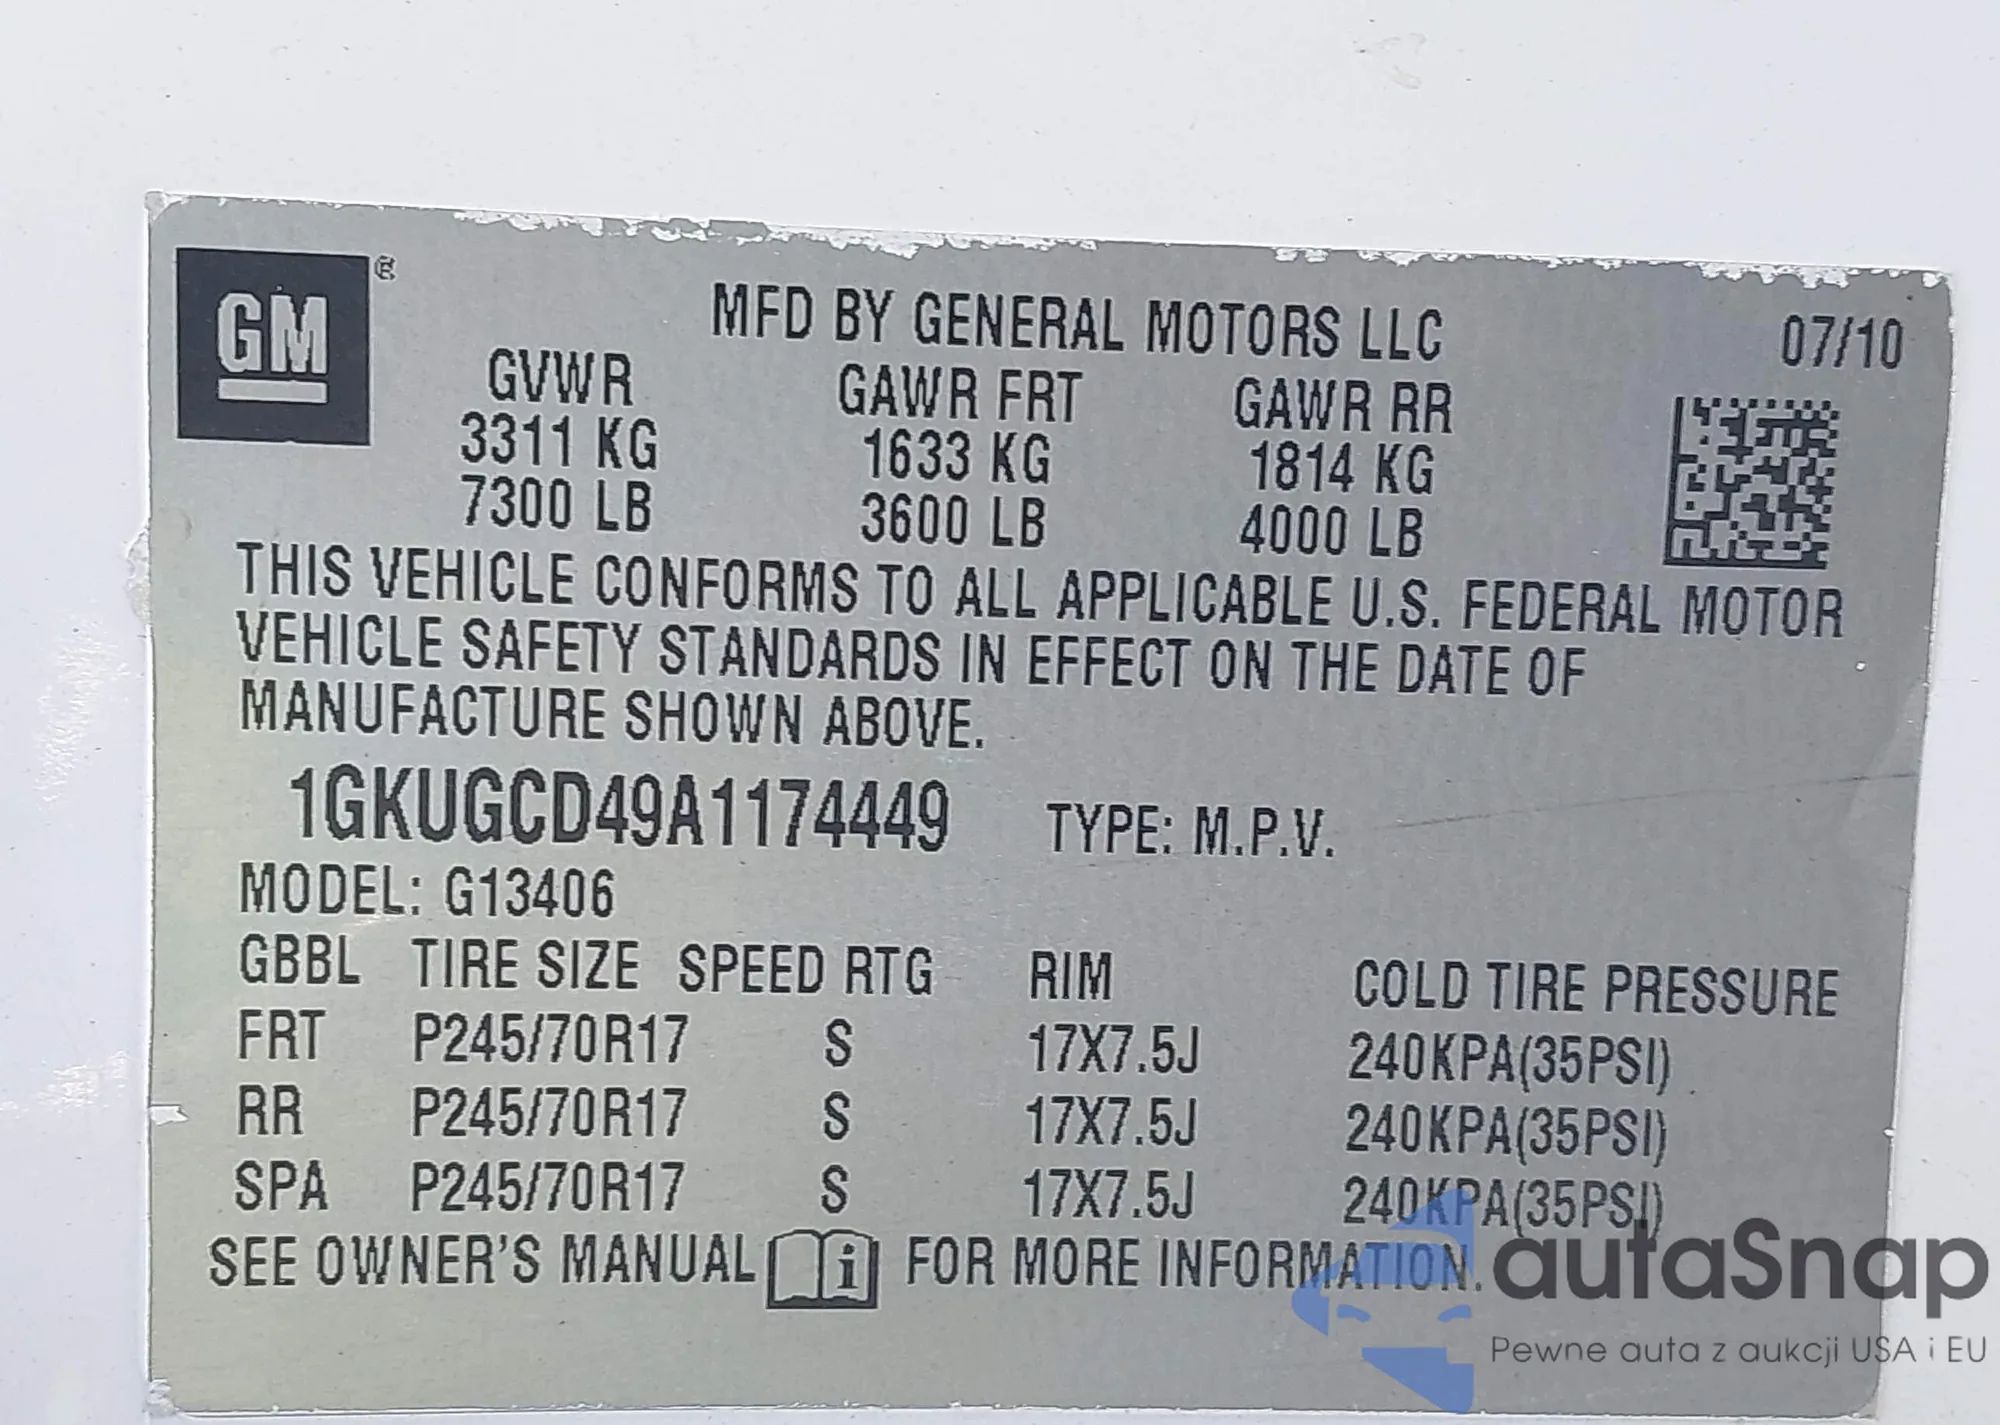 GM ®
MFD BY GENERAL MOTORS LLC 07/10
GVWR GAWR FRT GAWR RR
3311 KG 1633 KG 1814 KG
7300 LB 3600 LB 4000 LB
THIS VEHICLE CONFORMS TO ALL APPLICABLE U.S. FEDERAL MOTOR
VEHICLE SAFETY STANDARDS IN EFFECT ON THE DATE OF
MANUFACTURE SHOWN ABOVE.
1GKUGCD49A1174449 TYPE: M.P.V.
MODEL: G13406
GBBL TIRE SIZE SPEED RTG RIM COLD TIRE PRESSURE
FRT P245/70R17 S 17X7.5J 240KPA(35PSI)
RR P245/70R17 S 17X7.5J 240KPA(35PSI)
SPA P245/70R17 S 17X7.5J 240KPA(35PSI)
SEE OWNER'S MANUAL i FOR MORE INFORMATION.
autaSnap
Pewne auta z aukcji USA i EU